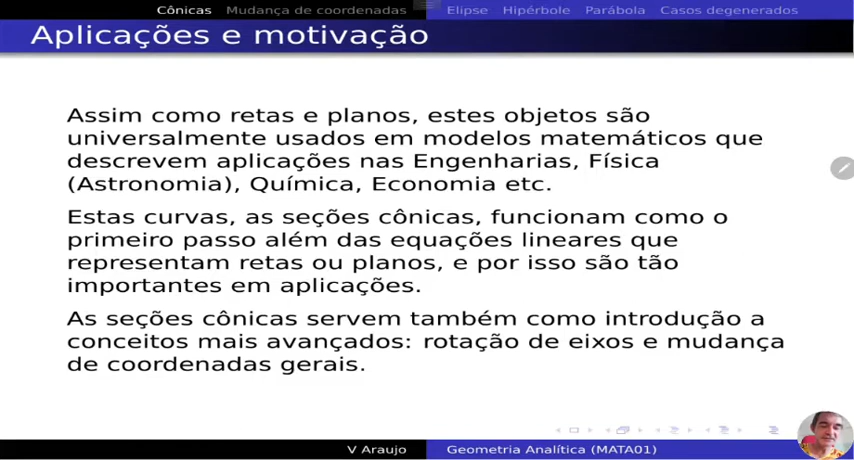 Cônicas Mudança de coordenadas Elipse Hipérbole Parábola Casos degenerados
Aplicações e motivação
Assim como retas e planos, estes objetos são
universalmente usados em modelos matemáticos que
descrevem aplicações nas Engenharias, Física
(Astronomia), Química, Economia etc.
Estas curvas, as seções cônicas, funcionam como o
primeiro passo além das equações lineares que
representam retas ou planos, e por isso são tão
importantes em aplicações.
As seções cônicas servem também como introdução a
conceitos mais avançados: rotação de eixos e mudança
de coordenadas gerais.
V Araujo Geometria Analítica (MATA01)